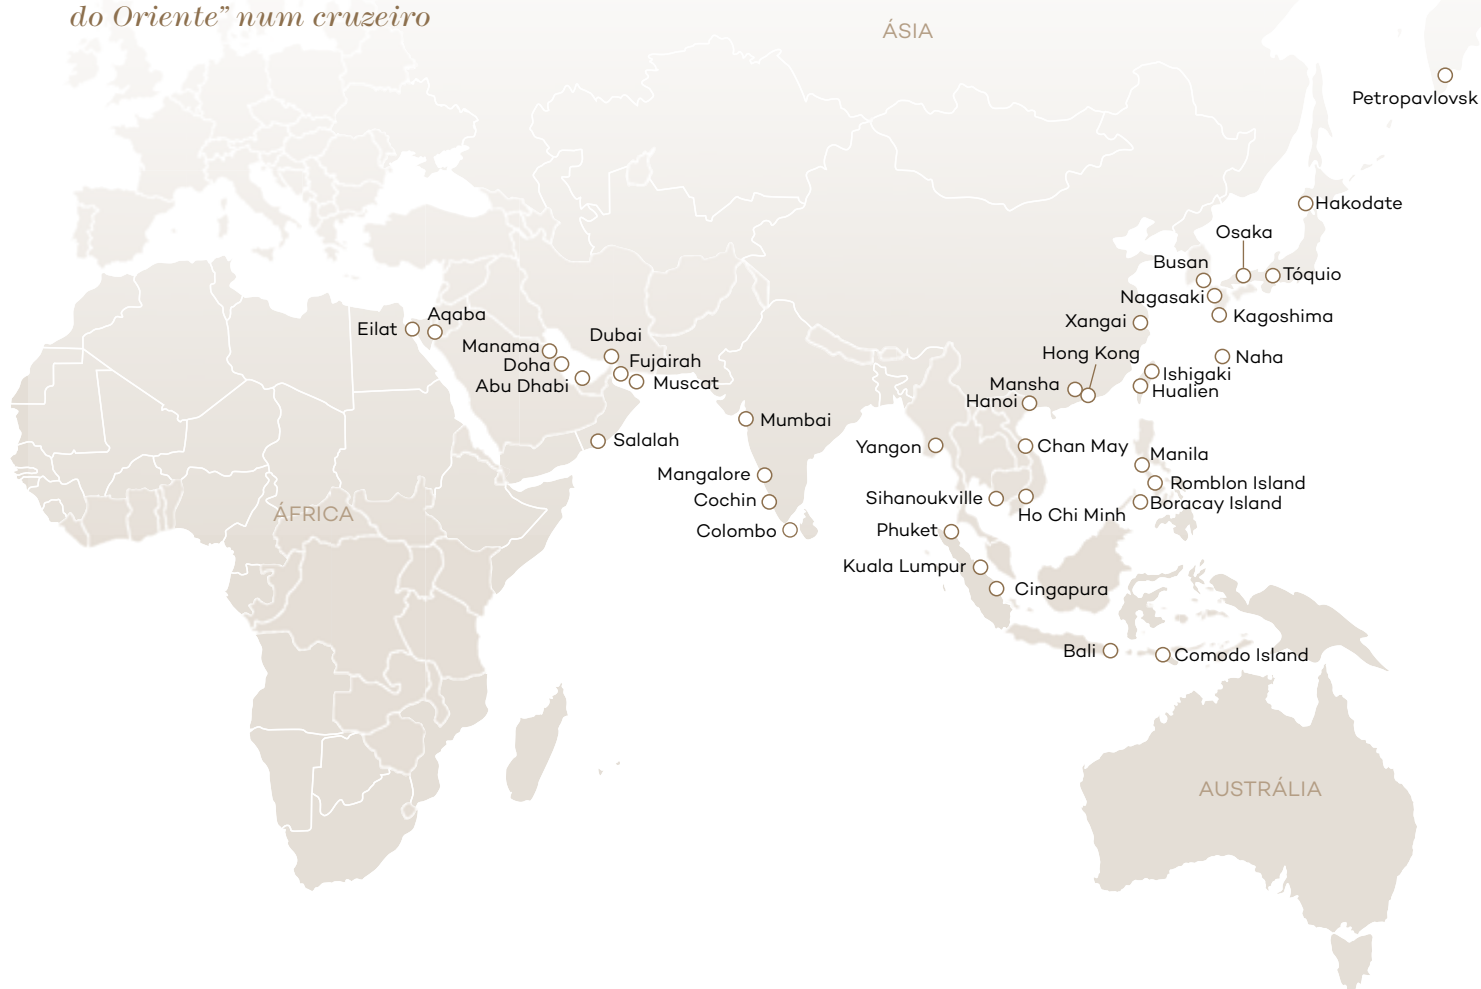 do Oriente” num cruzeiro
ÁSIA
Petropavlovsk
Hakodate
Osaka
Busan
Tóquio
Nagasaki
Kagoshima
Xangai
Eilat
Aqaba
Dubai
Manama
Doha
Fujairah
Abu Dhabi
Muscat
Hong Kong
Naha
Ishigaki
Mansha
Hualien
Hanoi
Mumbai
Salalah
Yangon
Chan May
Manila
Mangalore
Romblon Island
Cochin
Sihanoukville
Boracay Island
ÁFRICA
Ho Chi Minh
Colombo
Phuket
Kuala Lumpur
Cingapura
Bali
Comodo Island
AUSTRÁLIA